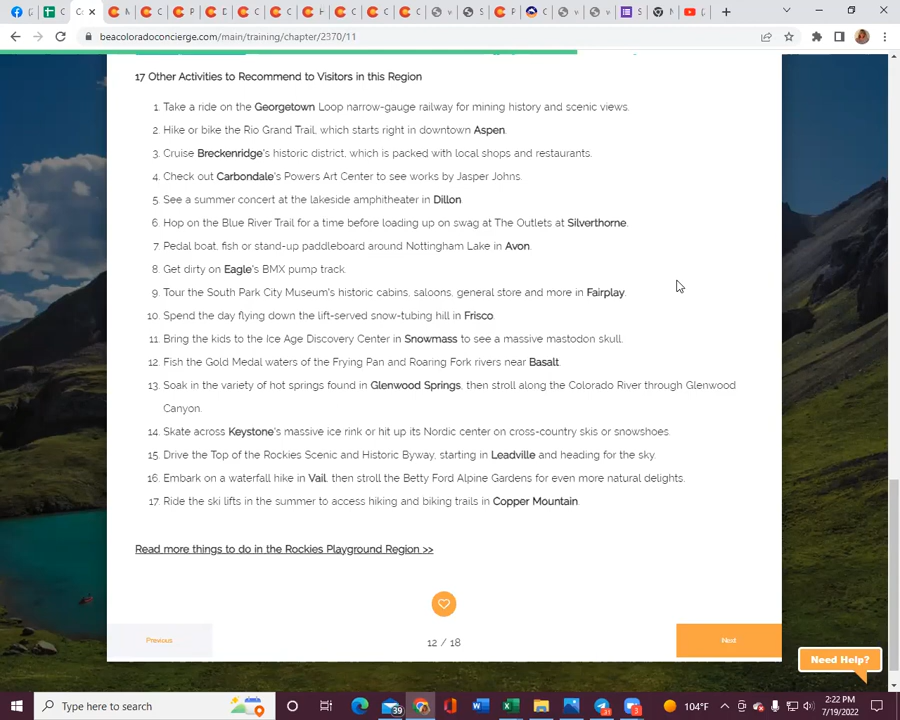 beacoloradoconcierge.com/main/training/chapter/2370/11
17 Other Activities to Recommend to Visitors in this Region
1. Take a ride on the Georgetown Loop narrow-gauge railway for mining history and scenic views.
2. Hike or bike the Rio Grand Trail, which starts right in downtown Aspen.
3. Cruise Breckenridge's historic district, which is packed with local shops and restaurants.
4. Check out Carbondale's Powers Art Center to see works by Jasper Johns.
5. See a summer concert at the lakeside amphitheater in Dillon
6. Hop on the Blue River Trail for a time before loading up on swag at The Outlets at Silverthorne.
7. Pedal boat, fish or stand-up paddleboard around Nottingham Lake in Avon.
8. Get dirty on Eagle's BMX pump track.
9. Tour the South Park City Museum's historic cabins, saloons, general store and more in Fairplay.
10. Spend the day flying down the lift-served snow-tubing hill in Frisco.
11. Bring the kids to the Ice Age Discovery Center in Snowmass to see a massive mastodon skull.
12. Fish the Gold Medal waters of the Frying Pan and Roaring Fork rivers near Basalt.
13. Soak in the variety of hot springs found in Glenwood Springs, then stroll along the Colorado River through Glenwood
Canyon.
14. Skate across Keystone's massive ice rink or hit up its Nordic center on cross-country skis or snowshoes.
15. Drive the Top of the Rockies Scenic and Historic Byway, starting in Leadville and heading for the sky.
16. Embark on a waterfall hike in Vail, then stroll the Betty Ford Alpine Gardens for even more natural delights.
17. Ride the ski lifts in the summer to access hiking and biking trails in Copper Mountain.
Read more things to do in the Rockies Playground Region >>
Previous
12 / 18
Next
Need Help?
Type here to search
39
3
3
104°F
2:22 PM
7/19/2022